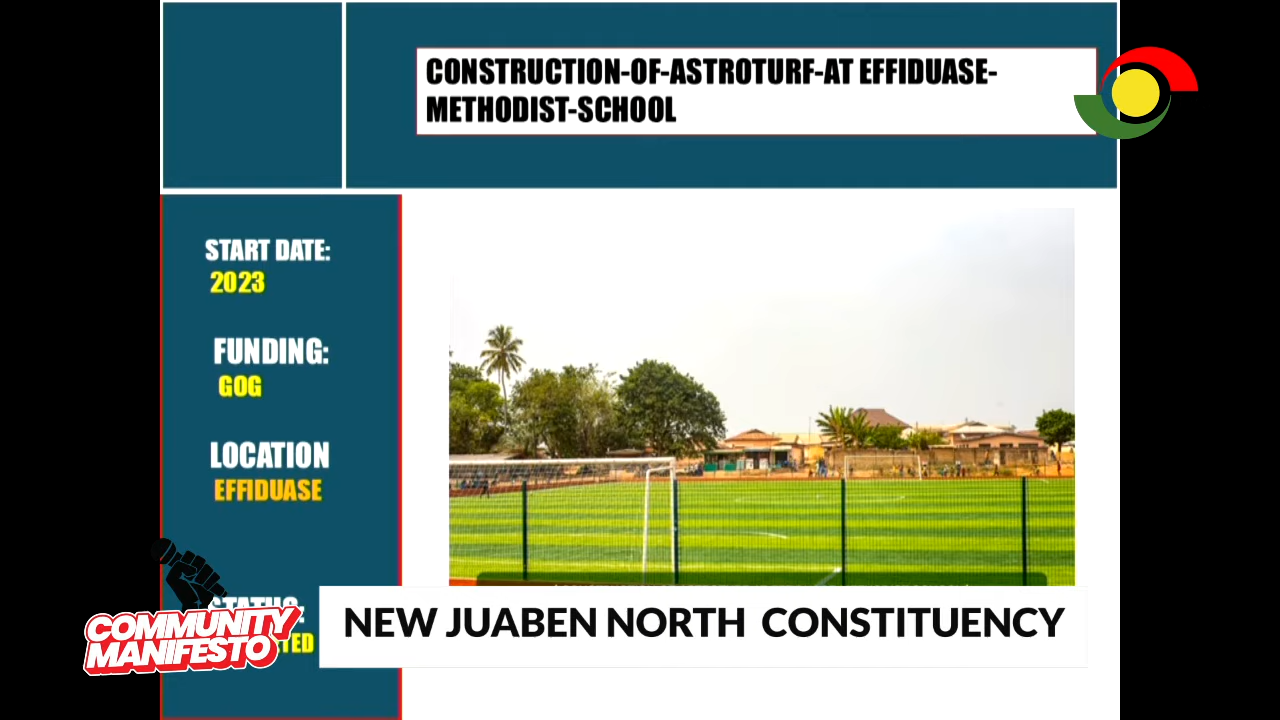 CONSTRUCTION-OF-ASTROTURF-AT EFFIDUASE-
METHODIST-SCHOOL
START DATE:
2023
FUNDING:
GOG
LOCATION
EFFIDUASE
STATUS:
COMMUNITY
MANIFESTO
NEW JUABEN NORTH CONSTITUENCY